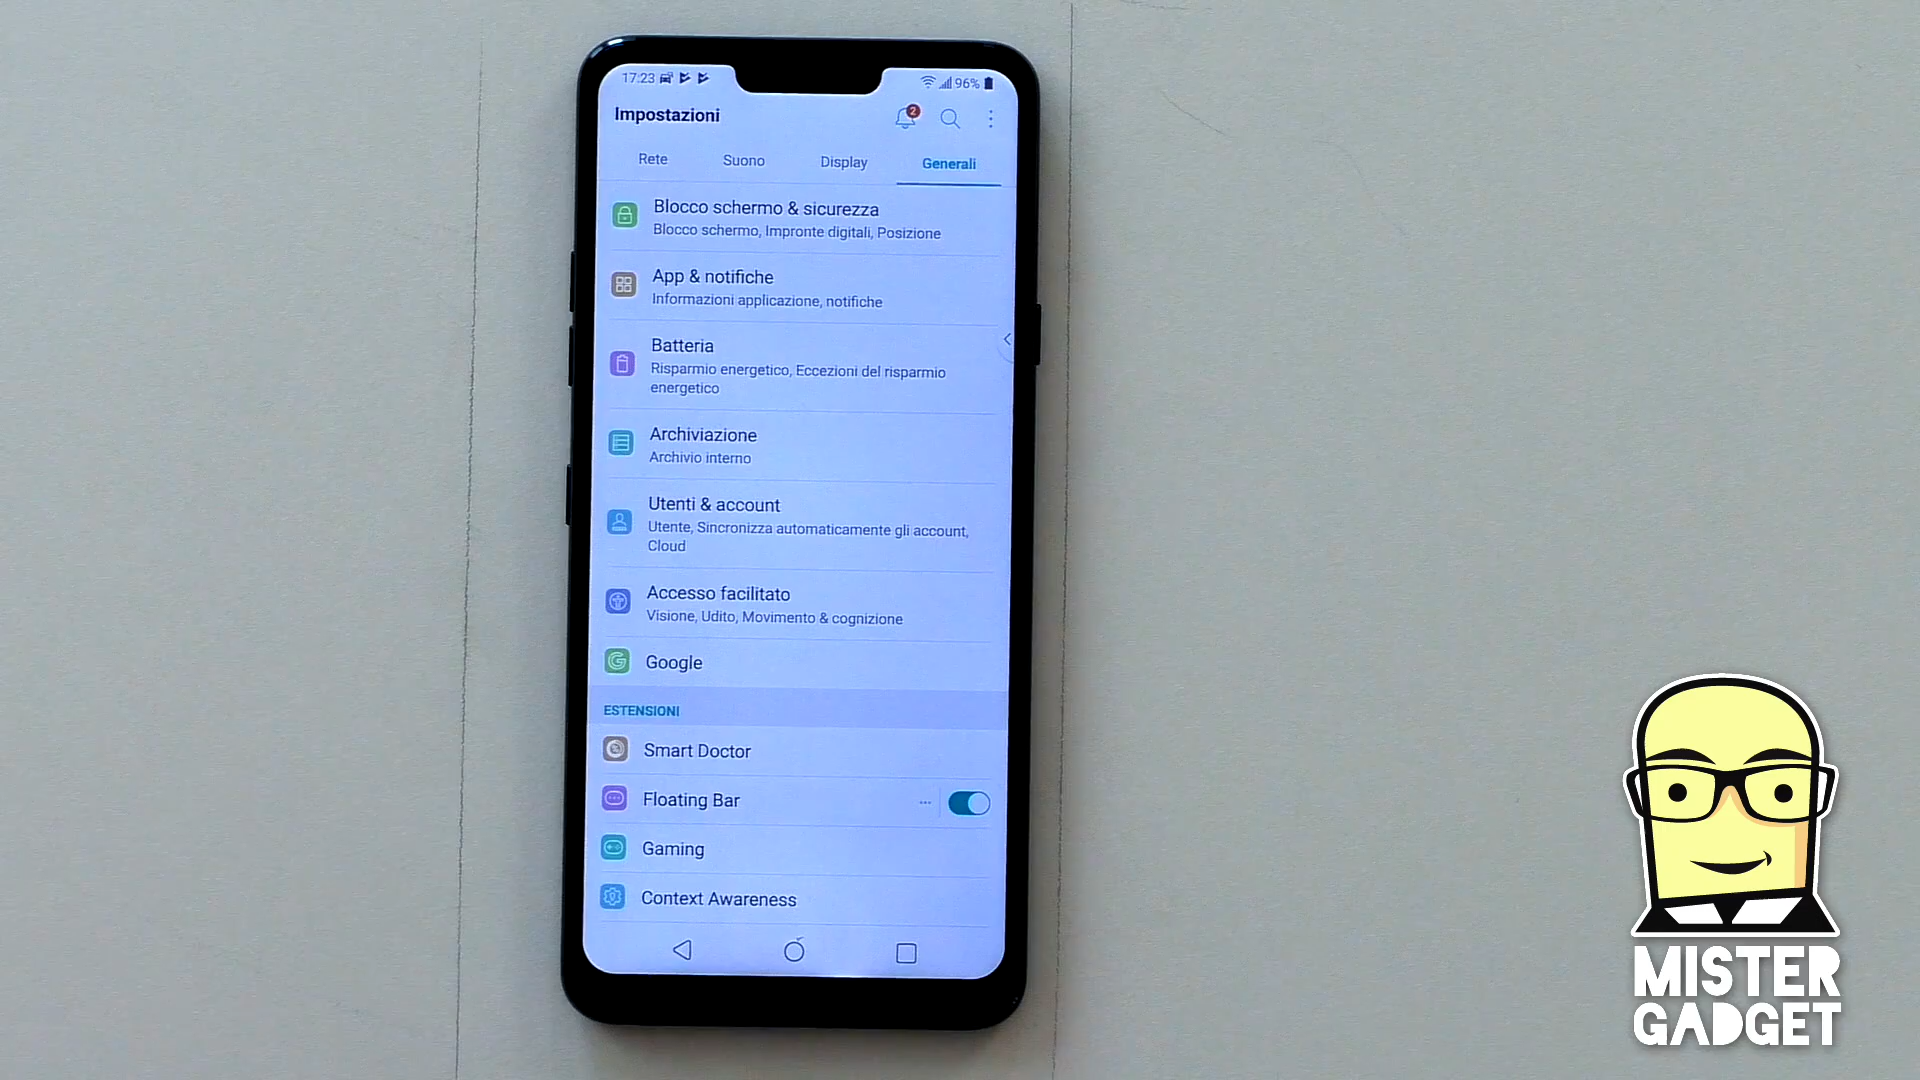 17:23
96%
Impostazioni
2
Rete
Suono
Display
Generali
Blocco schermo & sicurezza
Blocco schermo, Impronte digitali, Posizione
App & notifiche
Informazioni applicazione, notifiche
Batteria
Risparmio energetico, Eccezioni del risparmio
energetico
Archiviazione
Archivio interno
Utenti & account
Utente, Sincronizza automaticamente gli account,
Cloud
Accesso facilitato
Visione, Udito, Movimento & cognizione
Google
ESTENSIONI
Smart Doctor
Floating Bar
Gaming
Context Awareness
MISTER
GADGET